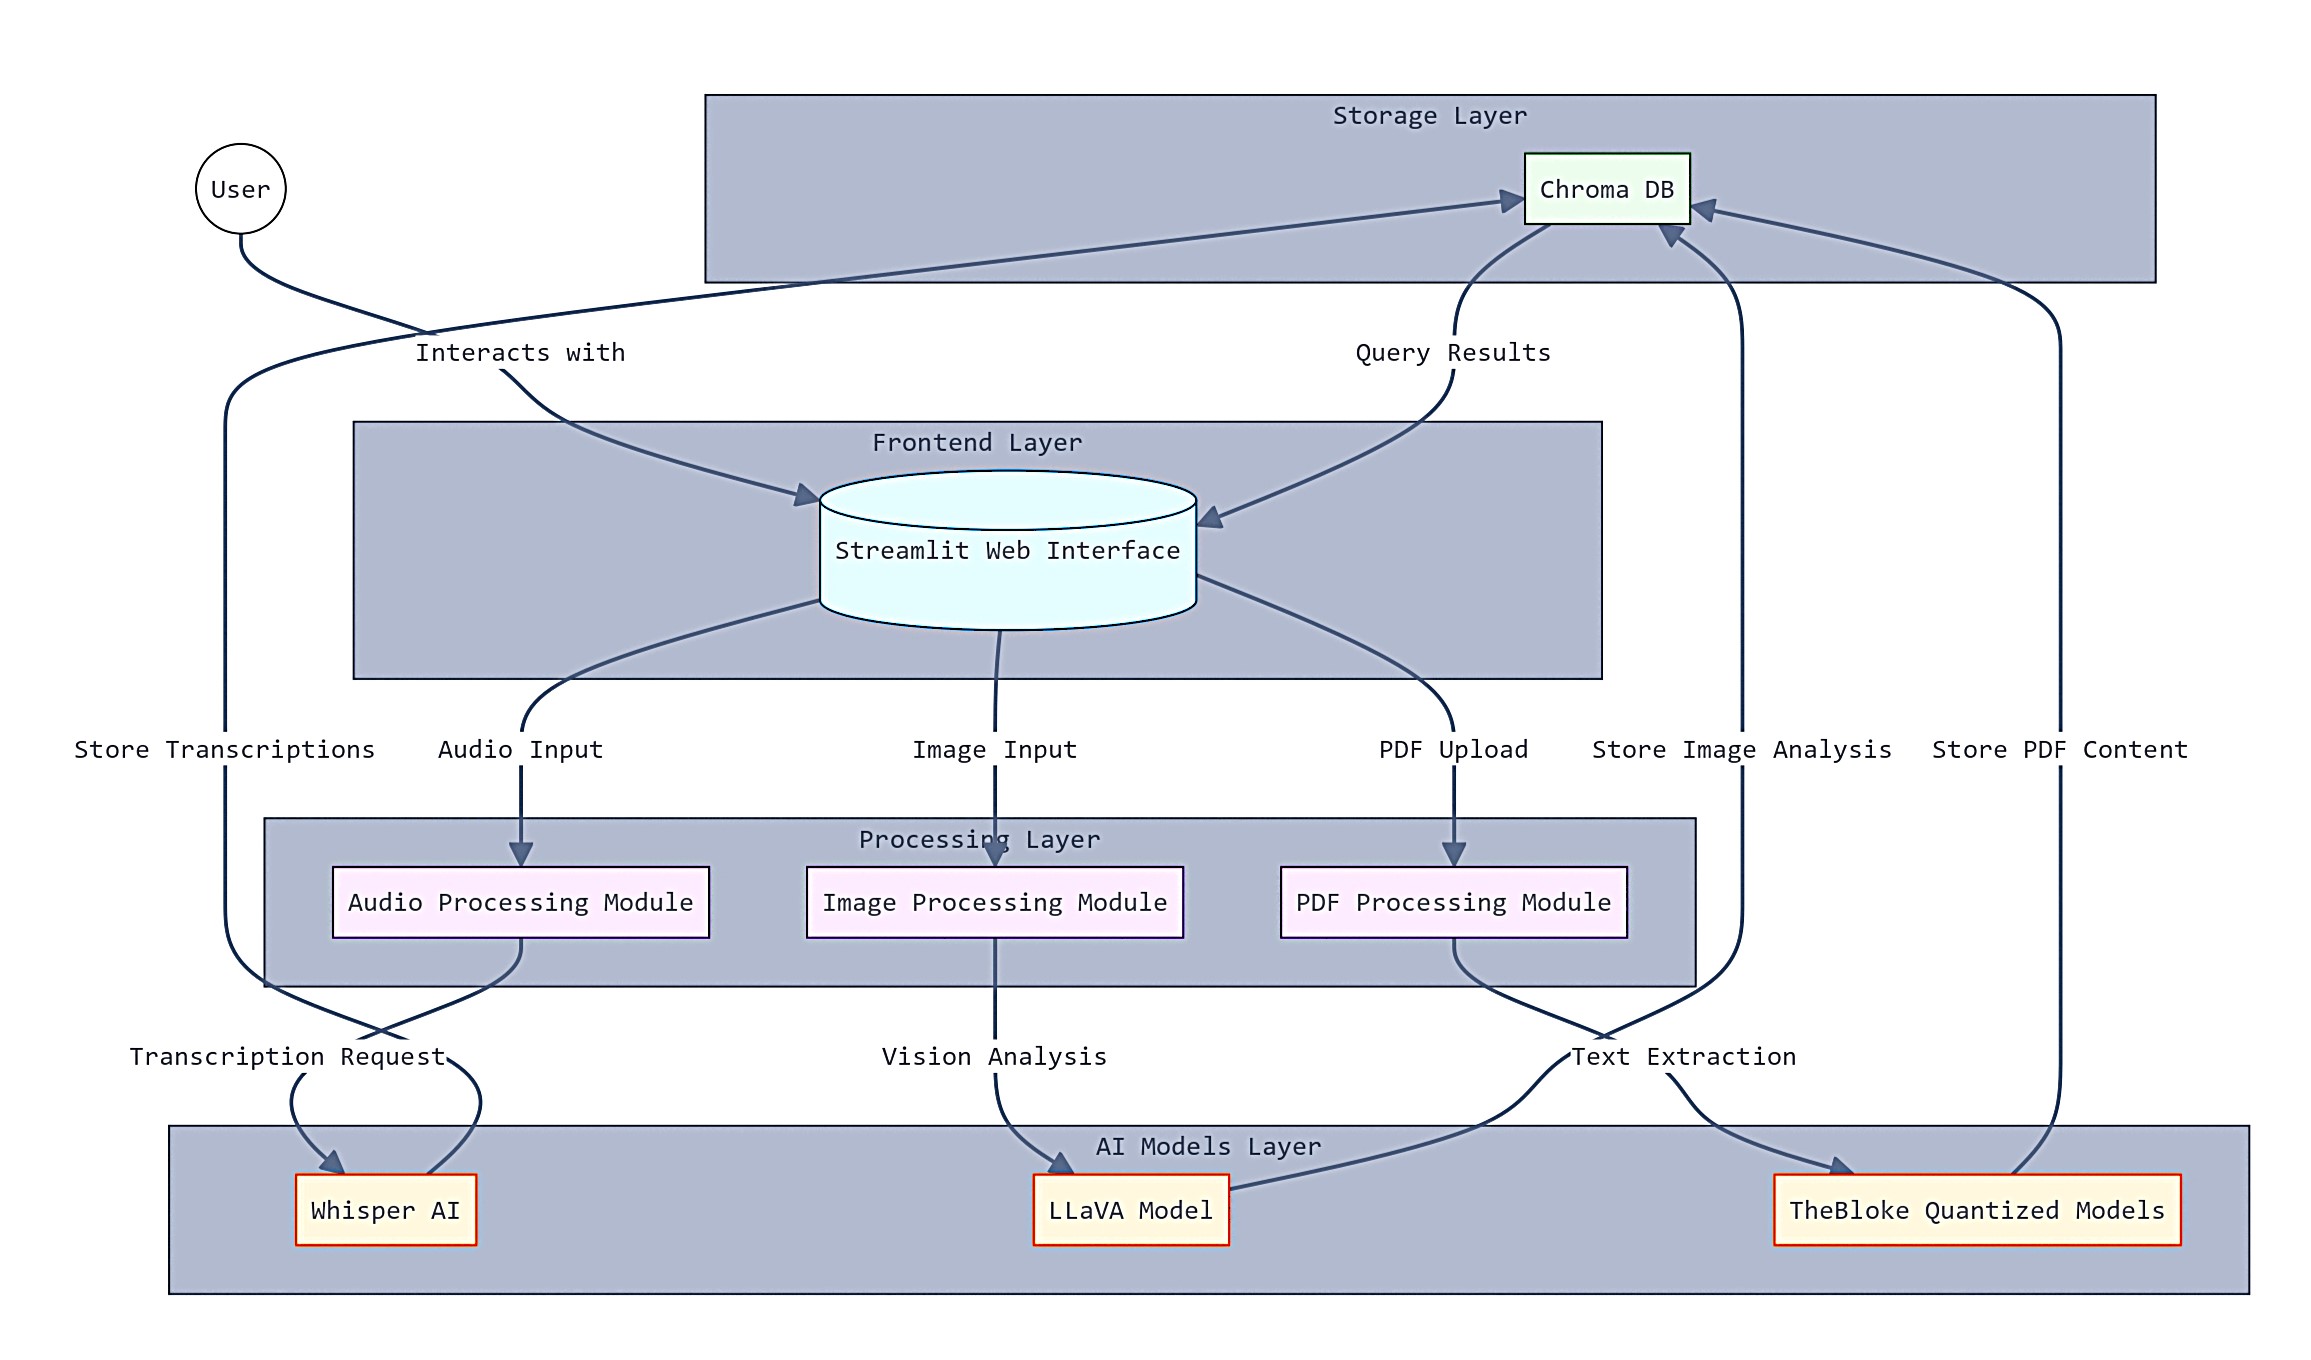 Storage Layer
User
Chroma DB
Interacts with
Query Results
Frontend Layer
Streamlit Web Interface
Store Transcriptions
Audio Input
Image Input
PDF Upload
Store Image Analysis
Store PDF Content
Processing Layer
Audio Processing Module
Image Processing Module
PDF Processing Module
Transcription Request
Vision Analysis
Text Extraction
AI Models Layer
Whisper AI
LLaVA Model
TheBloke Quantized Models